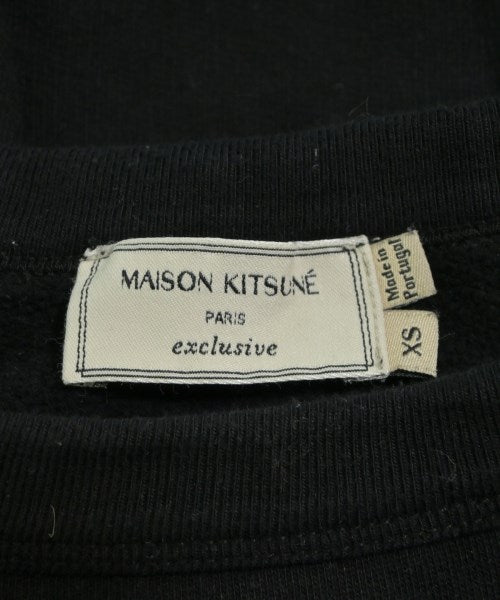 MAISON KITSUNÉ
PARIS
exclusive
Made in
Portugal
XS